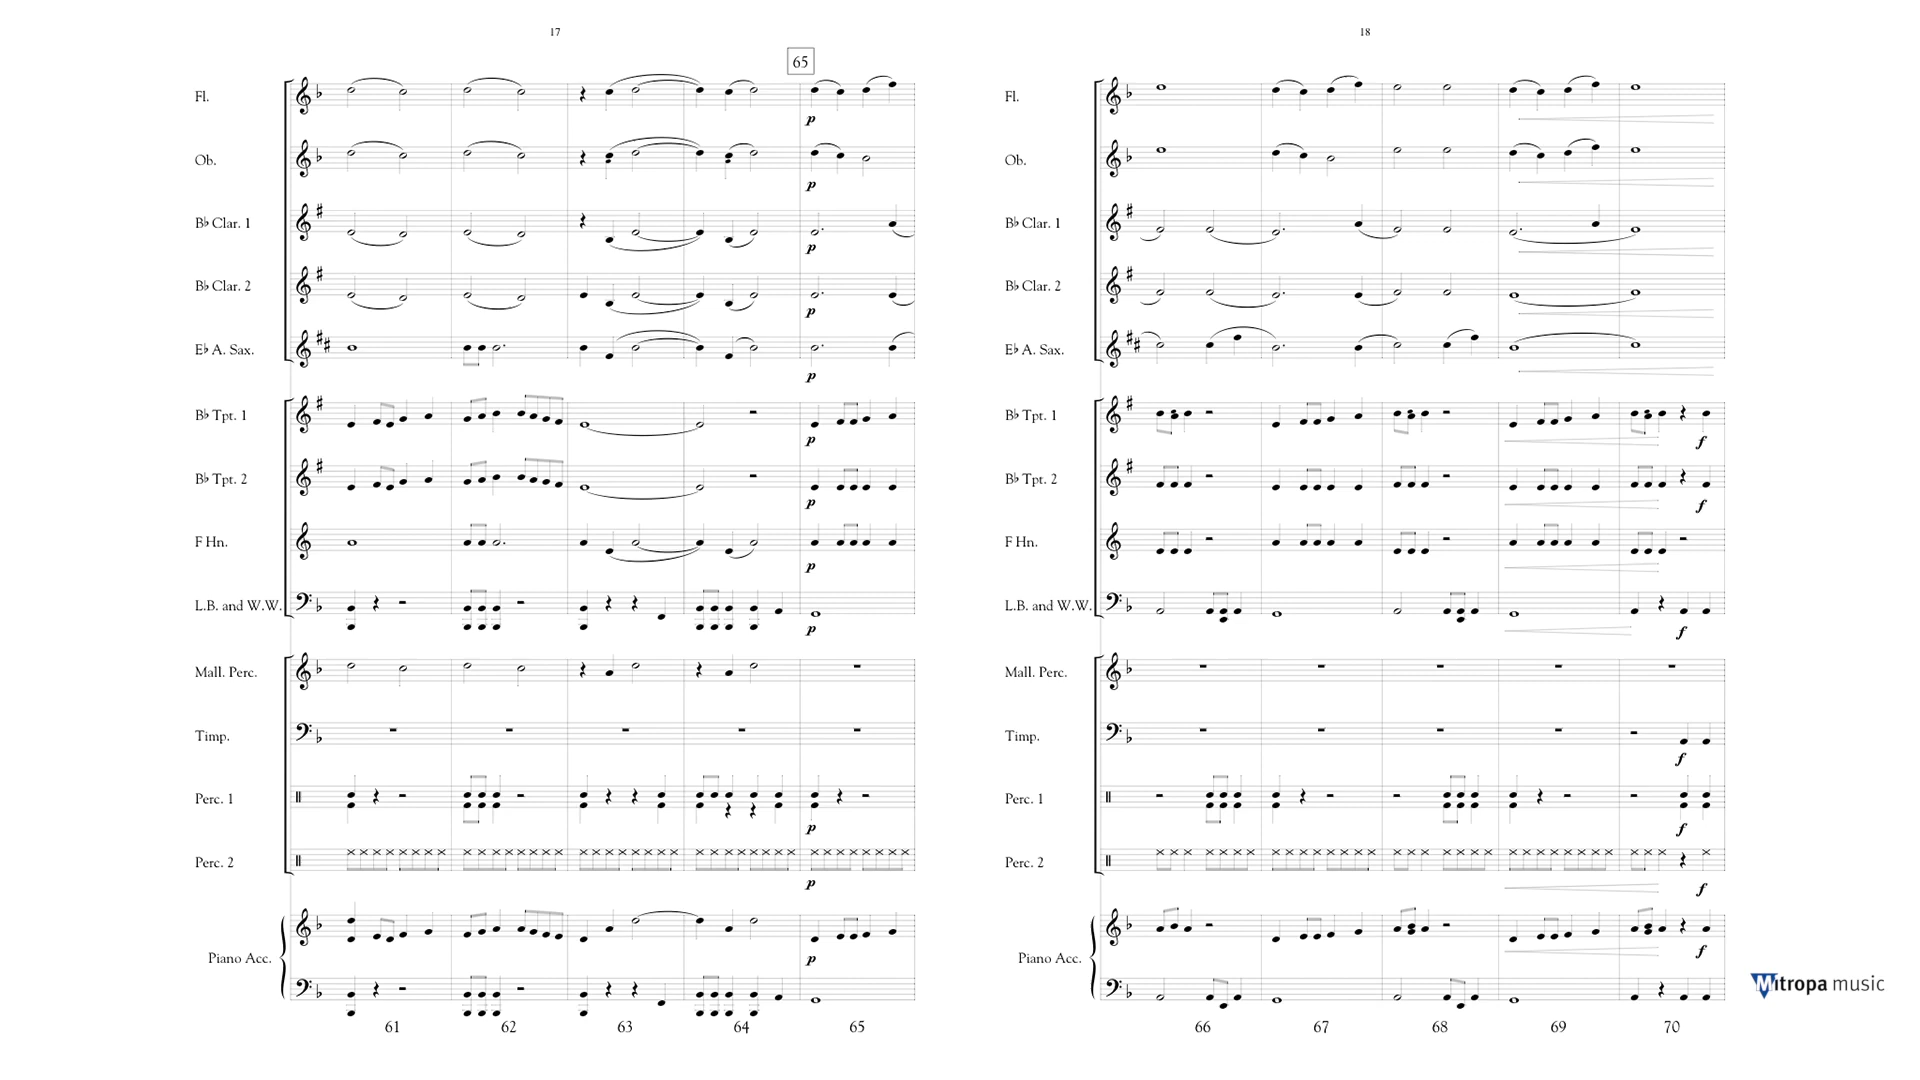 17
65
Fl.
p
Ob.
p
B♭ Clar. 1
p
B♭ Clar. 2
p
E♭ A. Sax.
p
B♭ Tpt. 1
p
B♭ Tpt. 2
p
F Hn.
p
L.B. and W.W.
p
Mall. Perc.
Timp.
Perc. 1
p
Perc. 2
p
Piano Acc.
p
61 62 63 64 65
18
Fl.
Ob.
B♭ Clar. 1
B♭ Clar. 2
E♭ A. Sax.
B♭ Tpt. 1
f
B♭ Tpt. 2
f
F Hn.
L.B. and W.W.
f
Mall. Perc.
Timp.
f
Perc. 1
f
Perc. 2
f
Piano Acc.
f
66 67 68 69 70
Mitropa music